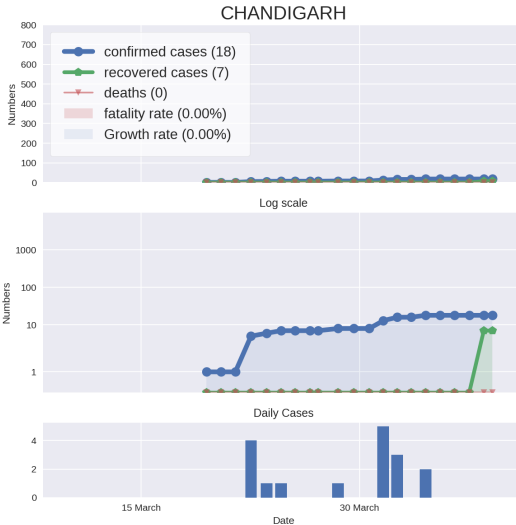 CHANDIGARH
800
700
600
500
400
300
200
100
0
Numbers
confirmed cases (18)
recovered cases (7)
deaths (0)
fatality rate (0.00%)
Growth rate (0.00%)
Log scale
1000
100
10
1
Numbers
Daily Cases
4
2
0
15 March
30 March
Date